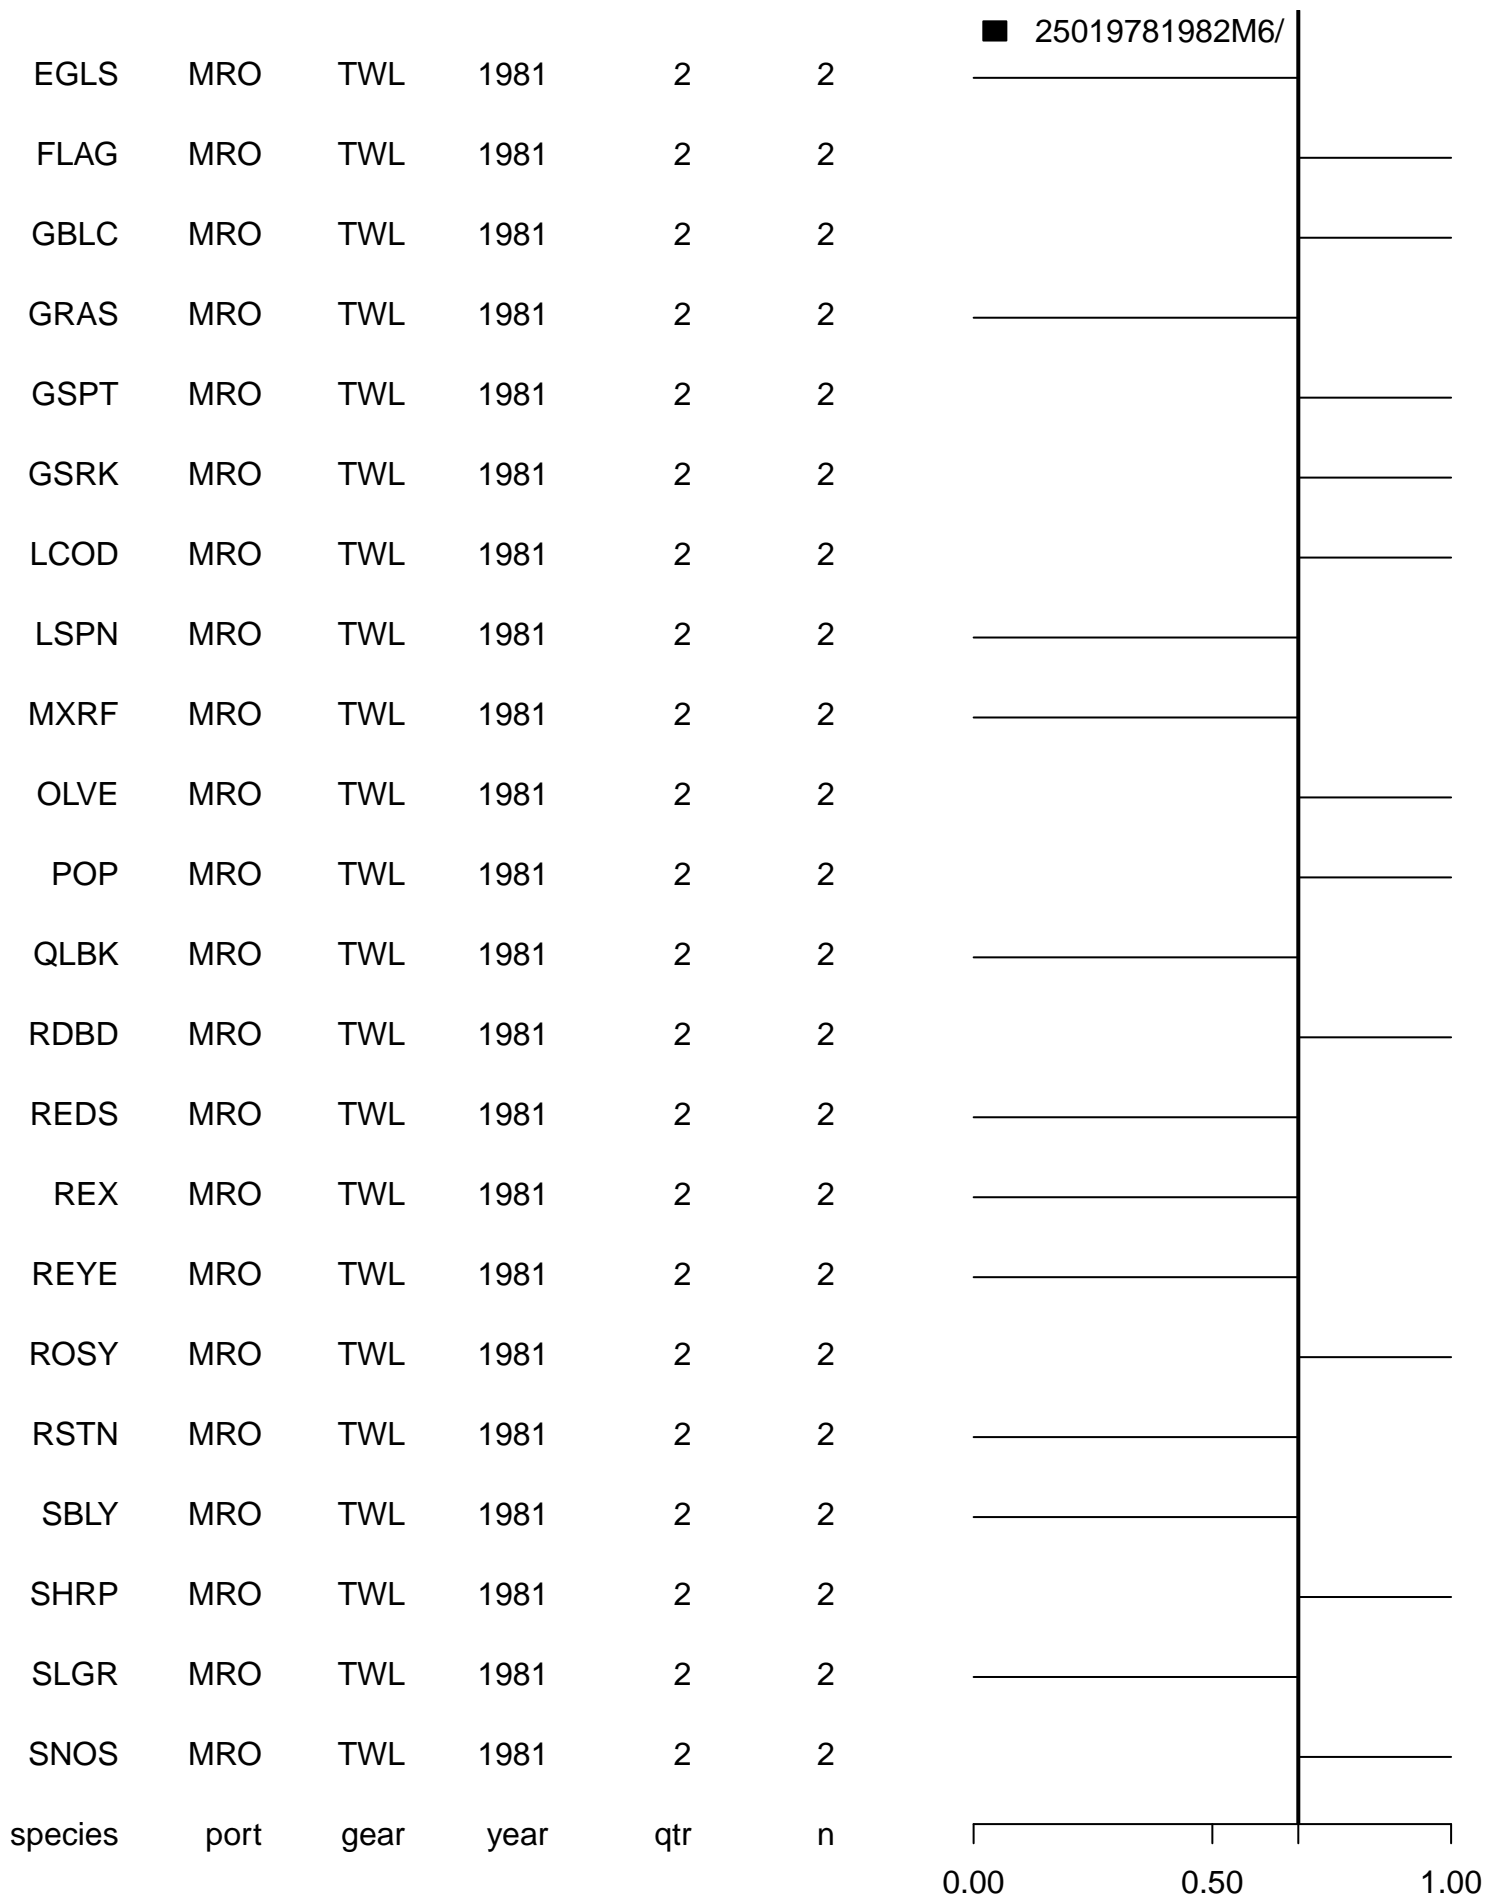 25019781982M6/
EGLS MRO TWL 1981 2 2
FLAG MRO TWL 1981 2 2
GBLC MRO TWL 1981 2 2
GRAS MRO TWL 1981 2 2
GSPT MRO TWL 1981 2 2
GSRK MRO TWL 1981 2 2
LCOD MRO TWL 1981 2 2
LSPN MRO TWL 1981 2 2
MXRF MRO TWL 1981 2 2
OLVE MRO TWL 1981 2 2
POP MRO TWL 1981 2 2
QLBK MRO TWL 1981 2 2
RDBD MRO TWL 1981 2 2
REDS MRO TWL 1981 2 2
REX MRO TWL 1981 2 2
REYE MRO TWL 1981 2 2
ROSY MRO TWL 1981 2 2
RSTN MRO TWL 1981 2 2
SBLY MRO TWL 1981 2 2
SHRP MRO TWL 1981 2 2
SLGR MRO TWL 1981 2 2
SNOS MRO TWL 1981 2 2
species port gear year qtr n
0.00 0.50 1.00